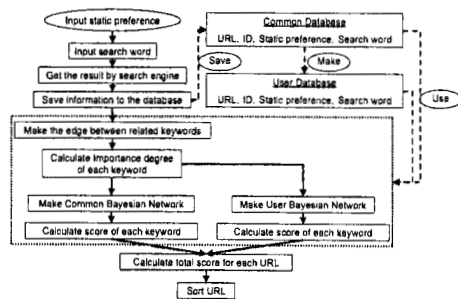 Input static preference
Input search word
Get the result by search engine
Save information to the database
Common Database
URL, ID, Static preference, Search word
Save
Make
User Database
URL, ID, Static preference, Search word
Use
Make the edge between related keywords
Calculate Importance degree
of each keyword
Make Common Bayesian Network
Make User Bayesian Network
Calculate score of each keyword
Calculate score of each keyword
Calculate total score for each URL
Sort URL